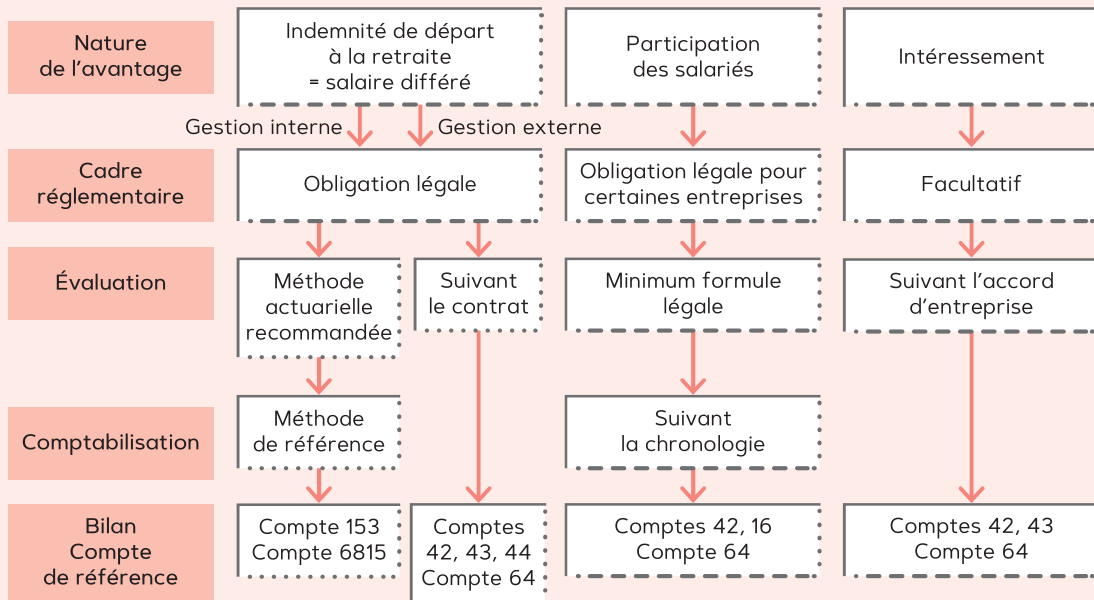 Nature
de l'avantage
Indemnité de départ
à la retraite
= salaire différé
Participation
des salariés
Intéressement
Gestion interne
Gestion externe
Cadre
réglementaire
Obligation légale
Obligation légale pour
certaines entreprises
Facultatif
Évaluation
Méthode
actuarielle
recommandée
Suivant
le contrat
Minimum formule
légale
Suivant l'accord
d'entreprise
Comptabilisation
Méthode
de référence
Suivant
la chronologie
Bilan
Compte
de référence
Compte 153
Compte 6815
Comptes
42, 43, 44
Compte 64
Comptes 42, 16
Compte 64
Comptes 42, 43
Compte 64